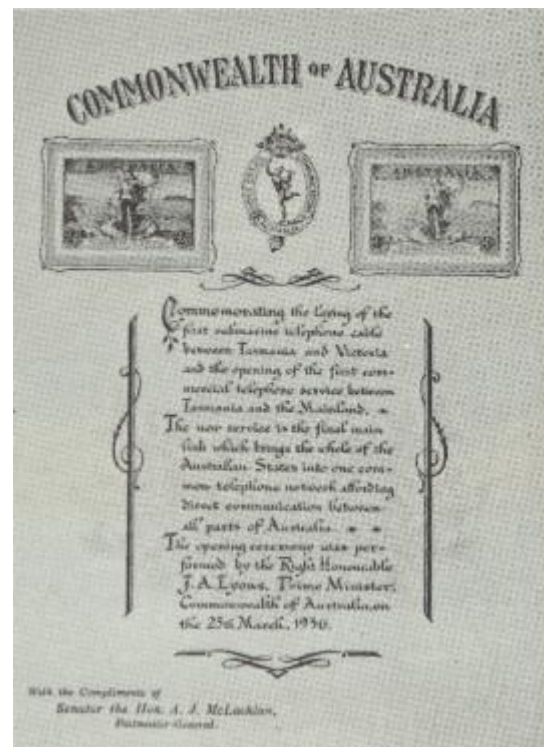 COMMONWEALTH OF AUSTRALIA
AUSTRALIA
AUSTRALIA
Commemorating the laying of the
first submarine telephone cable
between Tasmania and Victoria
and the opening of the first com-
mercial telephone service between
Tasmania and the Mainland.
The new service is the final main
link which brings the whole of the
Australian States into one com-
mon telephone network affording
direct communication between
all parts of Australia.
The opening ceremony was per-
formed by the Right Honourable
J. A. Lyons, Prime Minister,
Commonwealth of Australia, on
the 25th March, 1936.
With the Compliments of
Senator the Hon. A. J. McLachlan,
Postmaster-General.